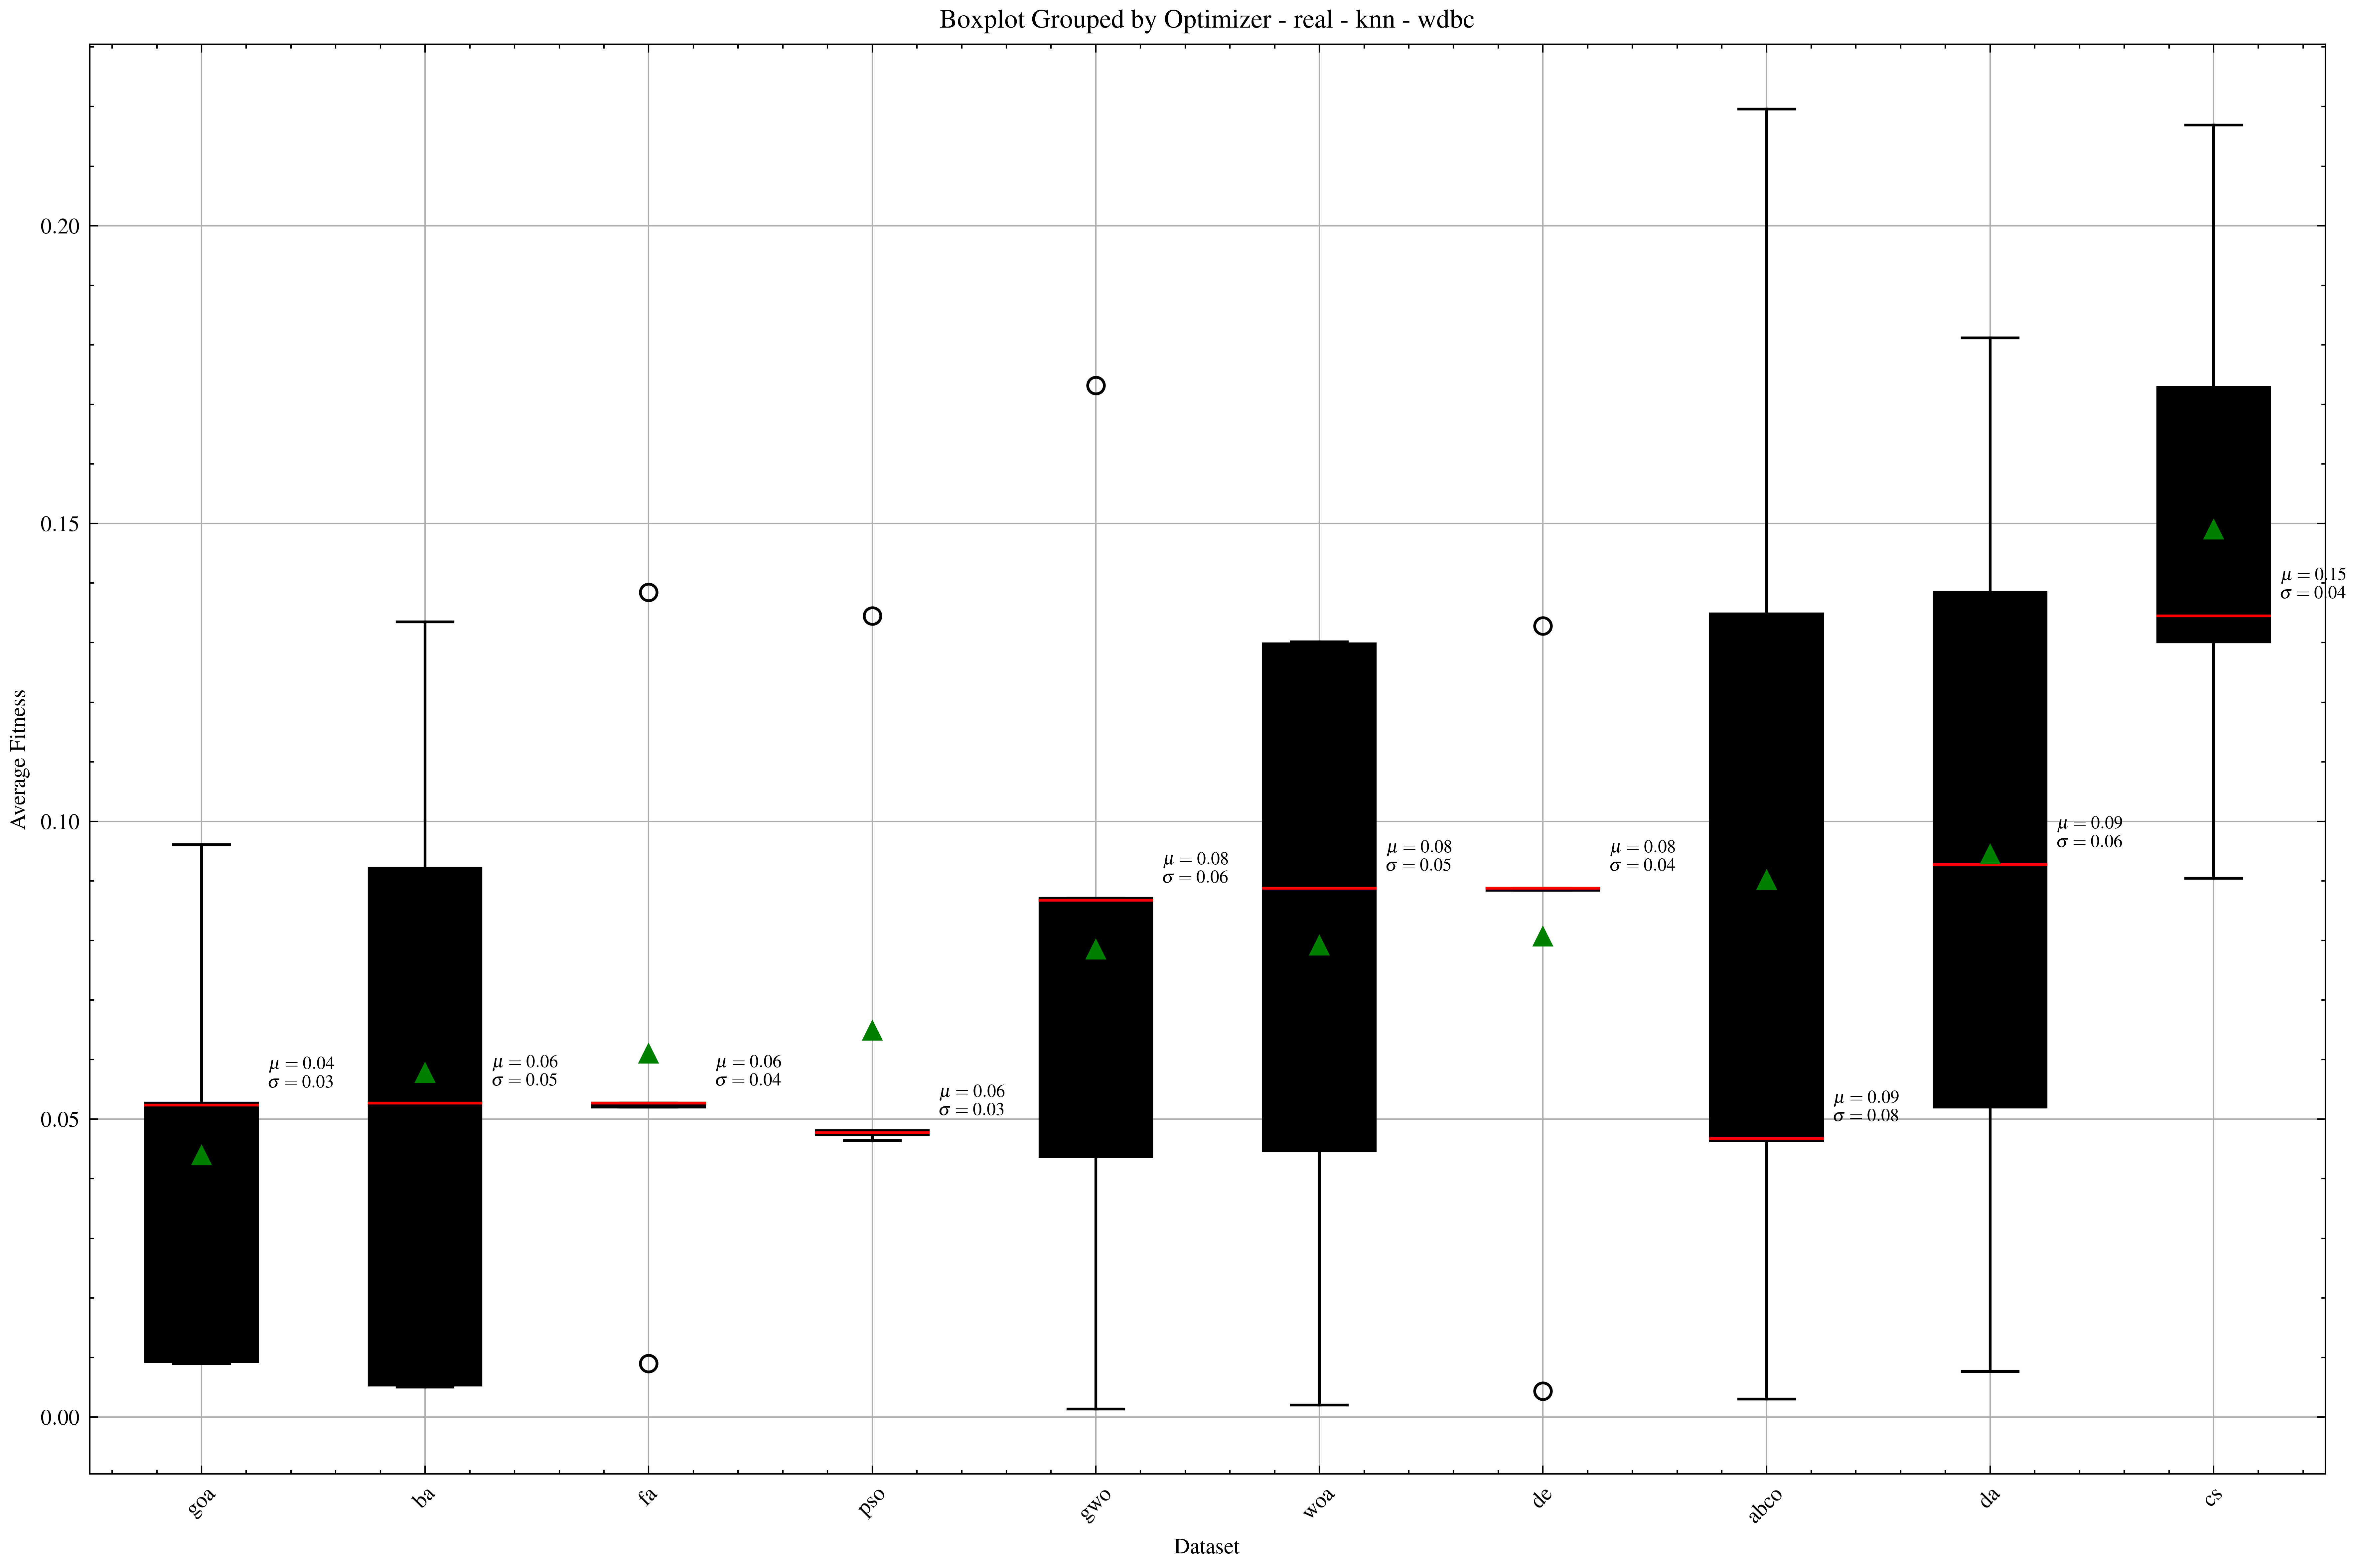 Boxplot Grouped by Optimizer - real - knn - wdbc
Average Fitness
0.20
0.15
0.10
0.05
0.00
μ = 0.04
σ = 0.03
μ = 0.06
σ = 0.05
μ = 0.06
σ = 0.04
μ = 0.06
σ = 0.03
μ = 0.08
σ = 0.06
μ = 0.08
σ = 0.05
μ = 0.08
σ = 0.04
μ = 0.09
σ = 0.08
μ = 0.09
σ = 0.06
μ = 0.15
σ = 0.04
goa
ba
fa
pso
gwo
woa
de
abco
da
cs
Dataset